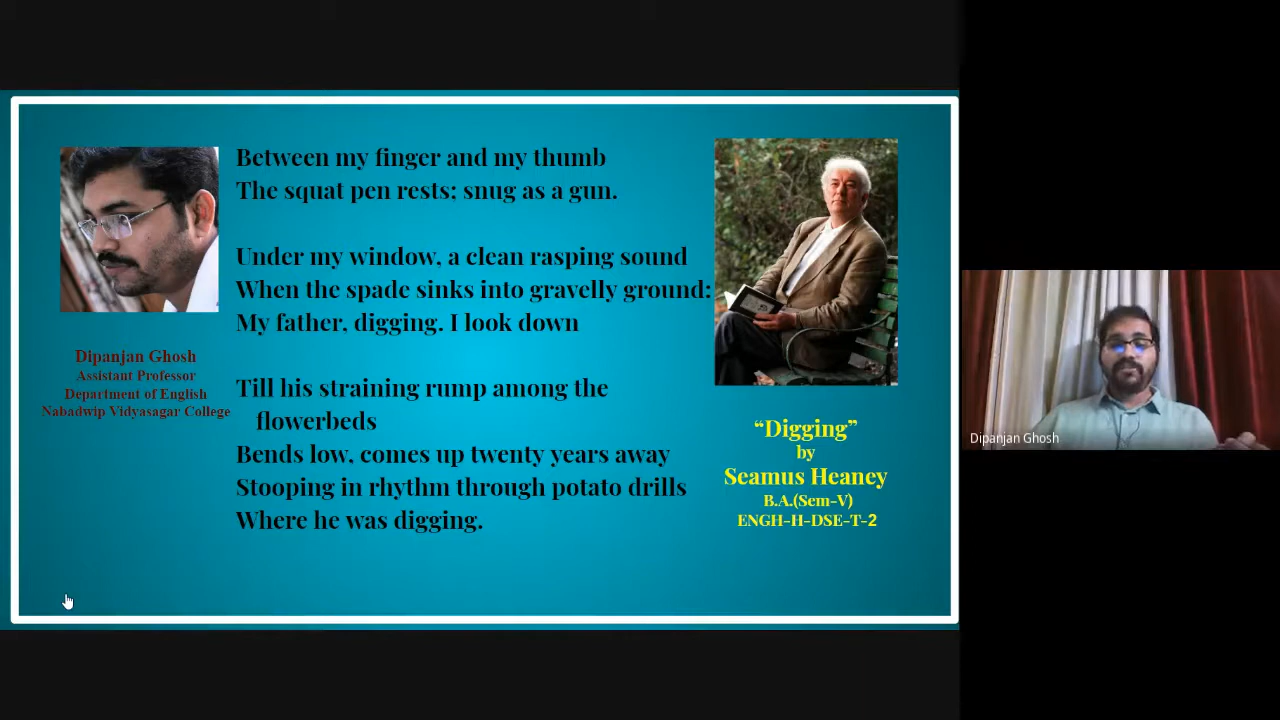 Between my finger and my thumb
The squat pen rests; snug as a gun.
Under my window, a clean rasping sound
When the spade sinks into gravelly ground:
My father, digging. I look down
Till his straining rump among the
flowerbeds
Bends low, comes up twenty years away
Stooping in rhythm through potato drills
Where he was digging.
Dipanjan Ghosh
Assistant Professor
Department of English
Nabadwip Vidyasagar College
“Digging”
by
Seamus Heaney
B.A.(Sem-V)
ENGH-H-DSE-T-2
Dipanjan Ghosh